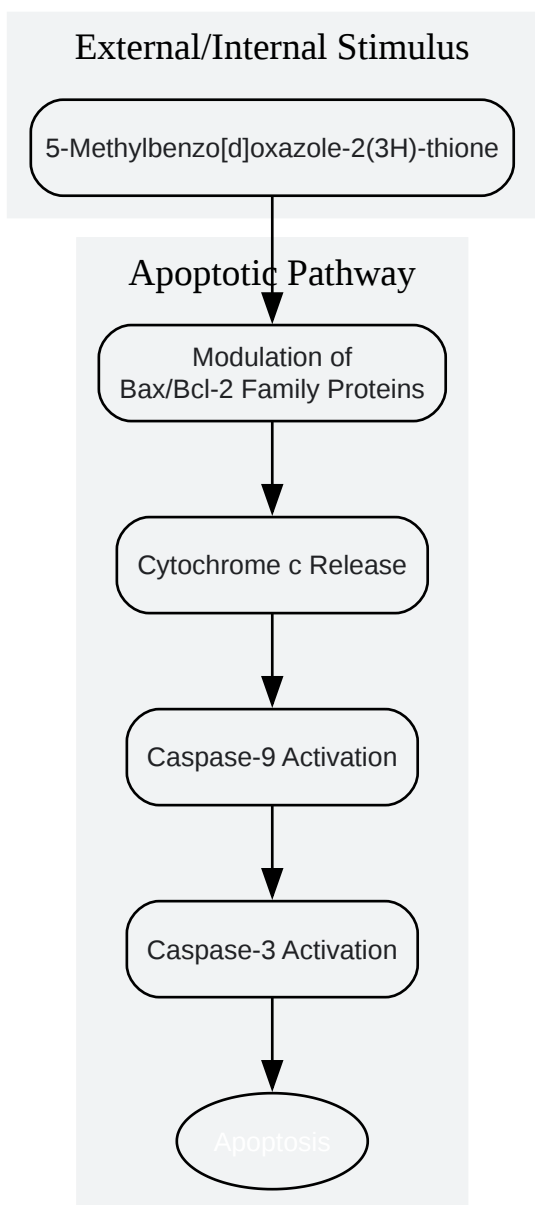 External/Internal Stimulus
5-Methylbenzo[d]oxazole-2(3H)-thione
Apoptotic Pathway
Modulation of
Bax/Bcl-2 Family Proteins
Cytochrome c Release
Caspase-9 Activation
Caspase-3 Activation
Apoptosis